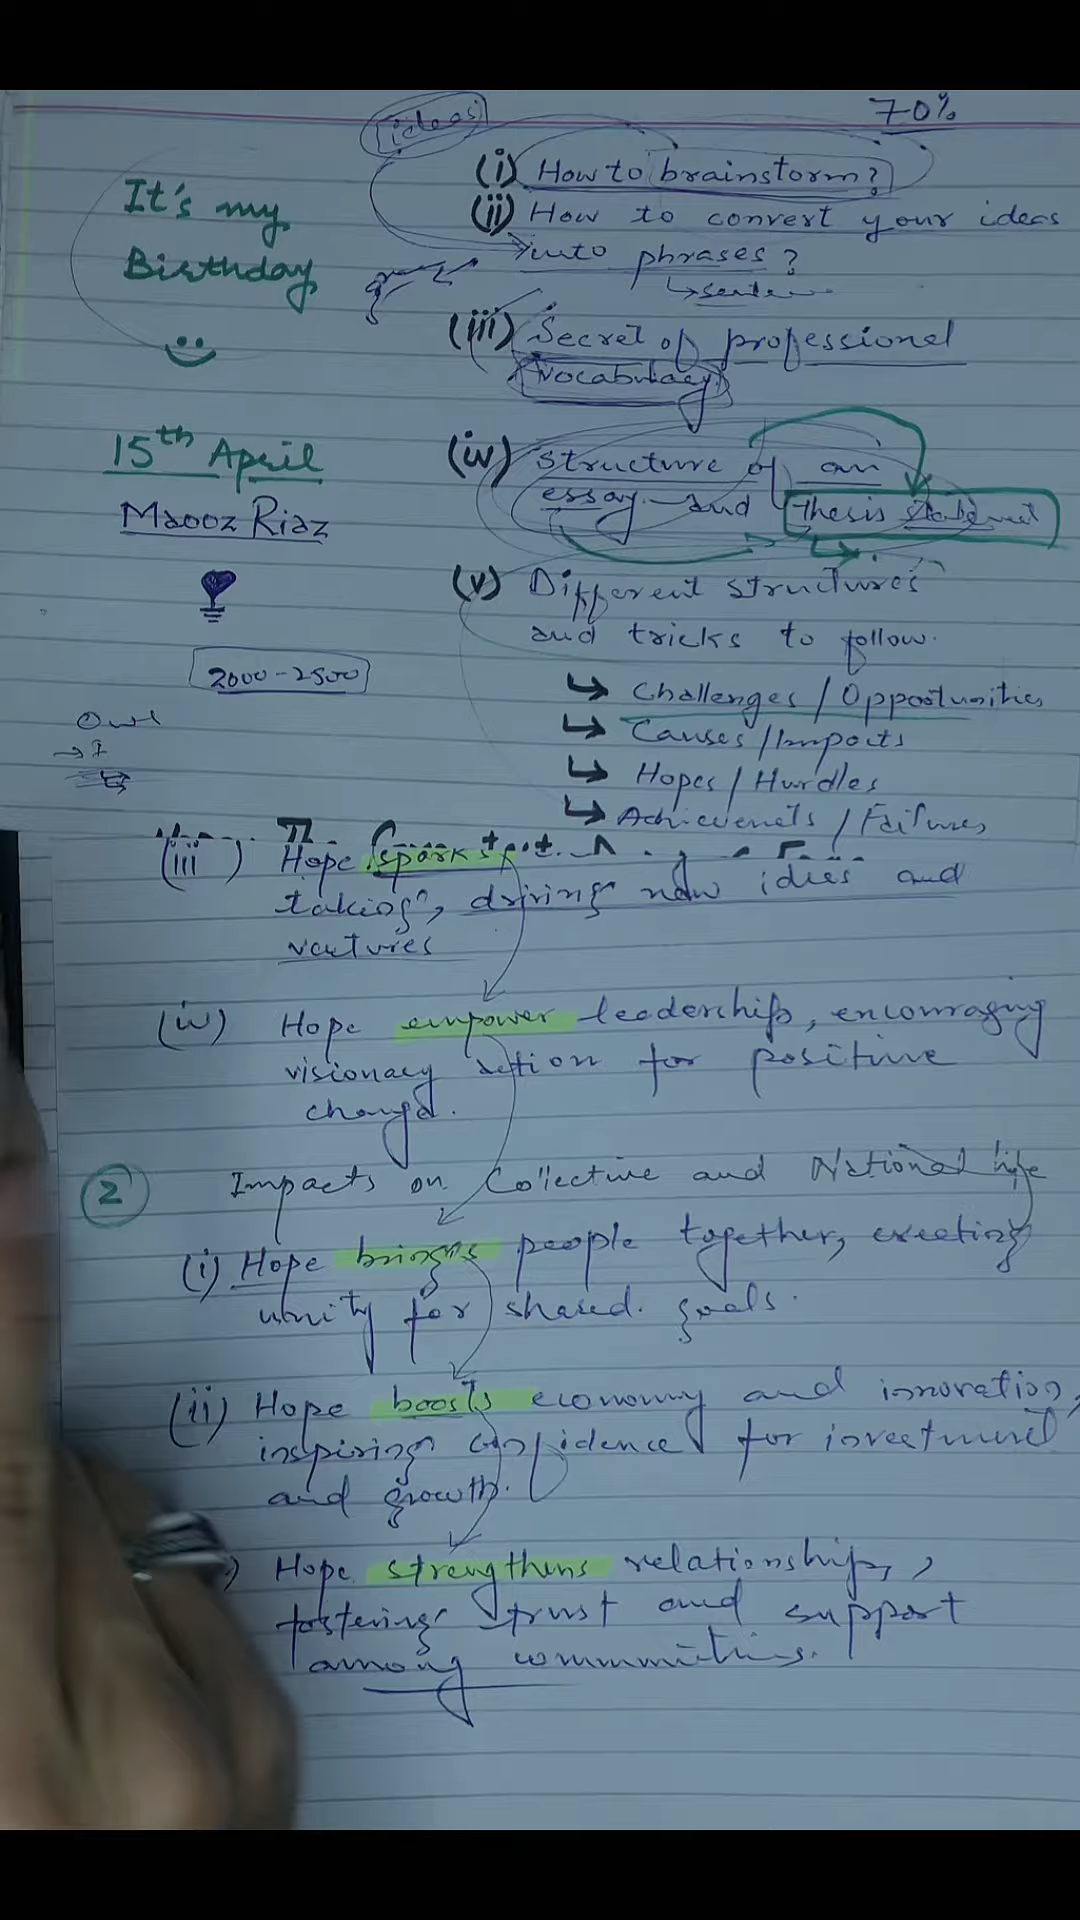 ideas
70%
It's my
Birthday
15th April
Maooz Riaz
2000-2500
Owl
(i) How to brainstorm?
(ii) How to convert your ideas
into phrases?
(iii) Secret of professional
vocabulary
(iv) Structure of an
essay and thesis statement
(v) Different structures
and tricks to follow.
Challenges / Opportunities
Causes / Impacts
Hopes / Hurdles
Achievements / Failures
(iii) Hope spark
taking, driving new ideas and
ventures
(iv) Hope empower leadership, encouraging
visionary action for positive
change.
2 Impacts on Collective and National life
(i) Hope brings people together, creating
unity for shared goals.
(ii) Hope boosts economy and innovation,
inspiring confidence for investment
and growth.
) Hope strengthens relationships,
fostering trust and support
among communities.